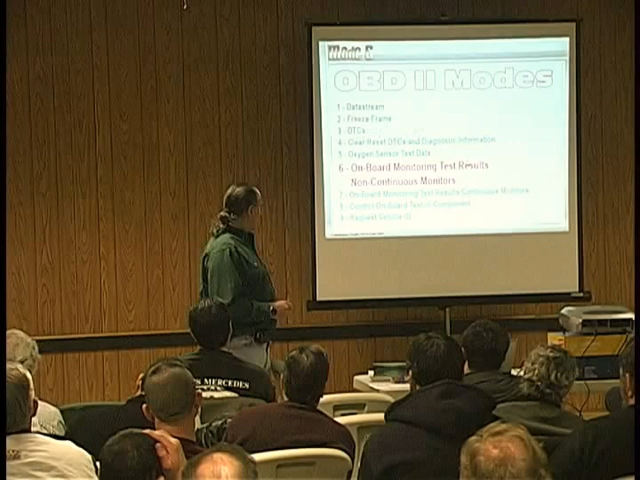 Mode 6
OBD II Modes
1 - Datastream
2 - Freeze Frame
3 - DTCs
4 - Clear Reset DTCs and Diagnostic Information
5 - Oxygen Sensor Test Data
6 - On-Board Monitoring Test Results
Non-Continuous Monitors
7 - On-Board Monitoring Test Results Continuous Monitors
8 - Control On-Board Test or Component
9 - Request Vehicle
MERCEDES